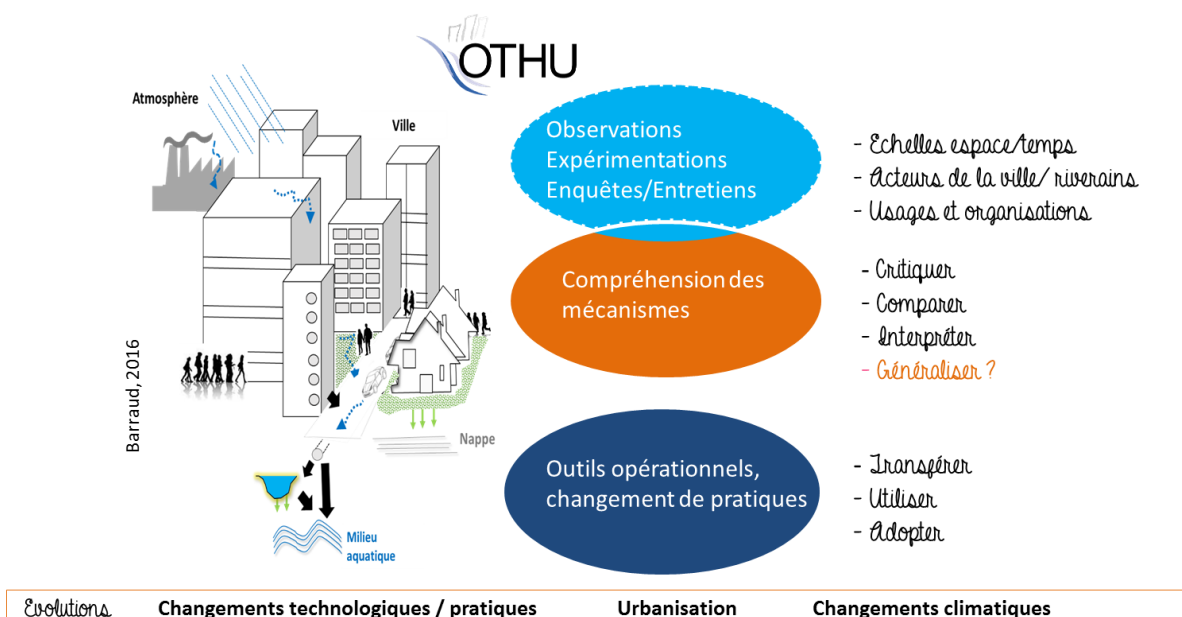 OTHU
Atmosphère
Ville
Barraud, 2016
Nappe
Milieu
aquatique
Observations
Expérimentations
Enquêtes/Entretiens
- Echelles espace/temps
- Acteurs de la ville/ riverains
- Usages et organisations
Compréhension des
mécanismes
- Critiquer
- Comparer
- Interpréter
- Généraliser ?
Outils opérationnels,
changement de pratiques
- Transférer
- Utiliser
- Adopter
Evolutions Changements technologiques / pratiques Urbanisation Changements climatiques